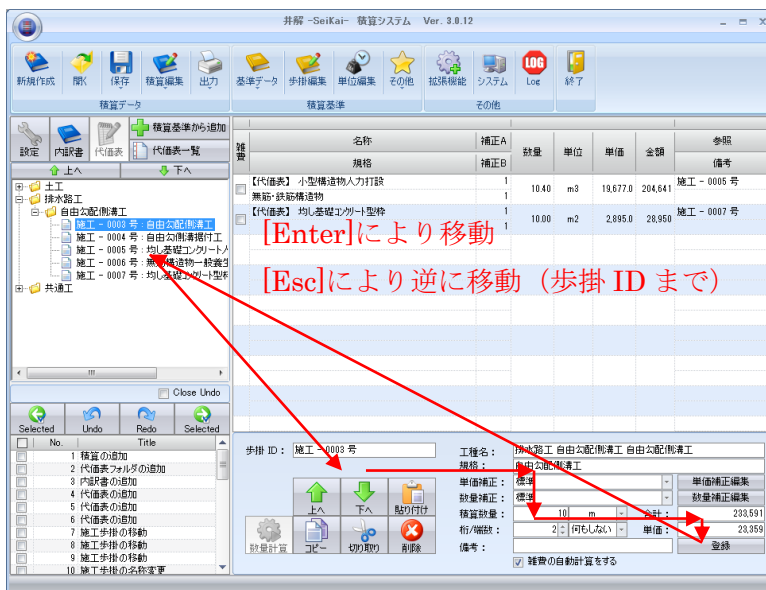 井解 -SeiKai- 積算システム Ver. 3.0.12
新規作成 開く 保存 積算編集 出力 基準データ 歩掛編集 単位編集 その他 拡張機能 システム Log 終了
積算データ 積算基準 その他
設定 内訳書 代価表 積算基準から追加
代価表一覧
上へ 下へ
土工
排水路工
自由勾配側溝工
施工 - 0003 号 : 自由勾配側溝工
施工 - 0004 号 : 自由勾配側溝据付工
施工 - 0005 号 : 均し基礎コンクリート人
施工 - 0006 号 : 無筋構造物一般養生
施工 - 0007 号 : 均し基礎コンクリート型枠
共通工
雑費 名称 補正A 数量 単位 単価 金額 参照
規格 補正B 備考
【代価表】 小型構造物人力打設 1 10.40 m3 19,677.0 204,641 施工 - 0005 号
無筋・鉄筋構造物 1
【代価表】 均し基礎コンクリート型枠 1 10.00 m2 2,895.0 28,950 施工 - 0007 号
1
[Enter]により移動
[Esc]により逆に移動（歩掛 ID まで）
Close Undo
Selected Undo Redo Selected
No. Title
1 積算の追加
2 代価表フォルダの追加
3 内訳書の追加
4 代価表の追加
5 代価表の追加
6 代価表の追加
7 施工歩掛の移動
8 施工歩掛の移動
9 施工歩掛の移動
10 施工歩掛の名称変更
歩掛 ID : 施工 - 0003 号
上へ 下へ 貼り付け
数量計算 コピー 切り取り 削除
工種名 : 排水路工 自由勾配側溝工 自由勾配側溝工
規格 : 自由勾配側溝工
単価補正 : 標準 単価補正編集
数量補正 : 標準 数量補正編集
積算数量 : 10 m 合計 : 233,591
桁/端数 : 2 何もしない 単価 : 23,359
備考 : 登録
雑費の自動計算をする